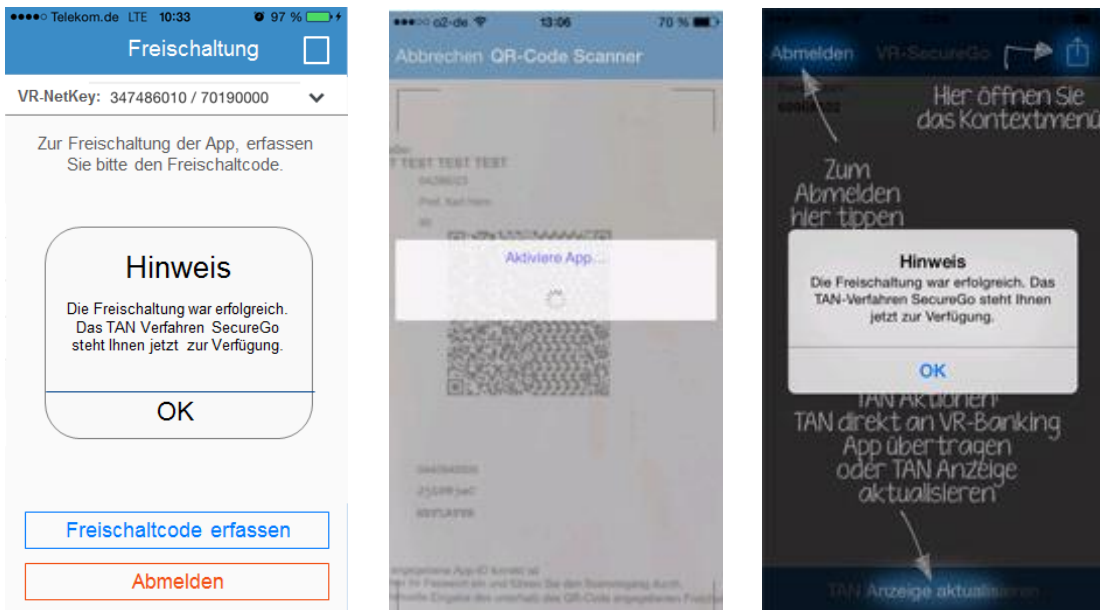 Telekom.de LTE 10:33 97 %
Freischaltung
VR-NetKey: 347486010 / 70190000
Zur Freischaltung der App, erfassen
Sie bitte den Freischaltcode.
Hinweis
Die Freischaltung war erfolgreich.
Das TAN Verfahren SecureGo
steht Ihnen jetzt zur Verfügung.
OK
Freischaltcode erfassen
Abmelden
o2-de 13:06 70 %
Abbrechen QR-Code Scanner
TEST TEST TEST
Aktiviere App...
Abmelden VR-SecureGo
Hier öffnen Sie
das Kontextmenü
Zum
Abmelden
hier tippen
Hinweis
Die Freischaltung war erfolgreich. Das
TAN-Verfahren SecureGo steht Ihnen
jetzt zur Verfügung.
OK
TAN Aktionen:
TAN direkt an VR-Banking
App übertragen
oder TAN Anzeige
aktualisieren
TAN Anzeige aktualisieren